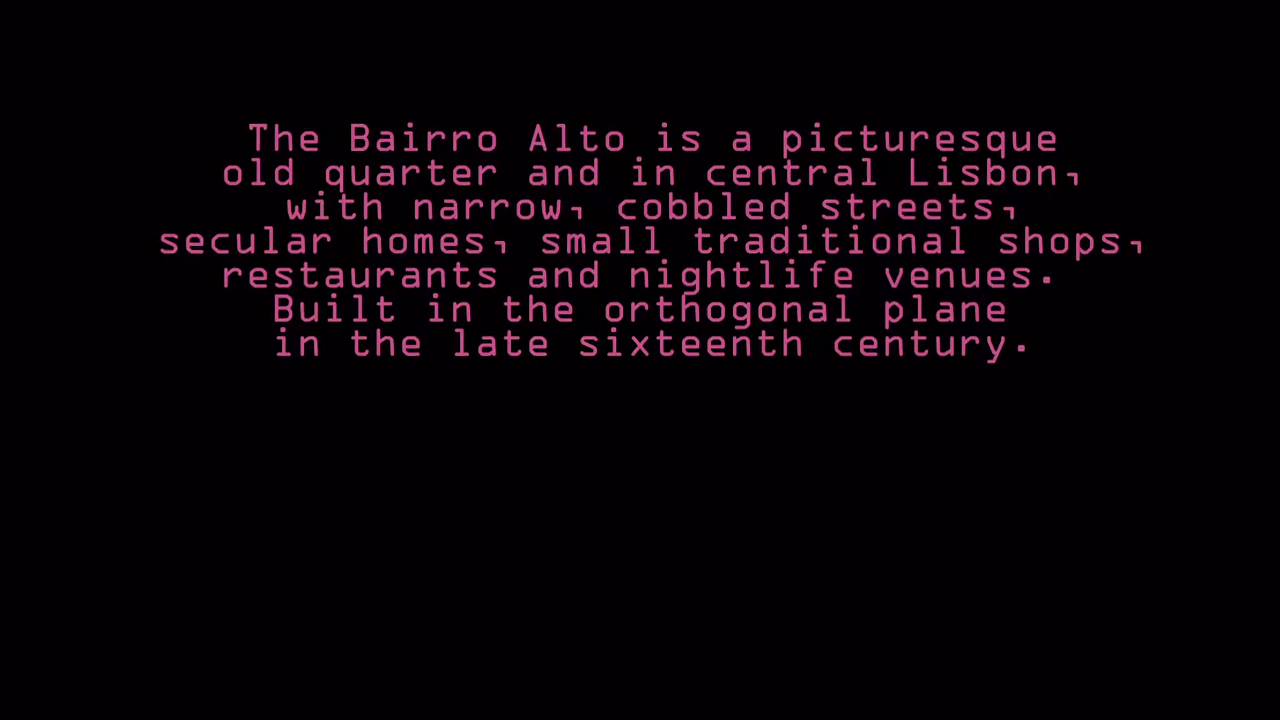 The Bairro Alto is a picturesque
old quarter and in central Lisbon,
with narrow, cobbled streets,
secular homes, small traditional shops,
restaurants and nightlife venues.
Built in the orthogonal plane
in the late sixteenth century.